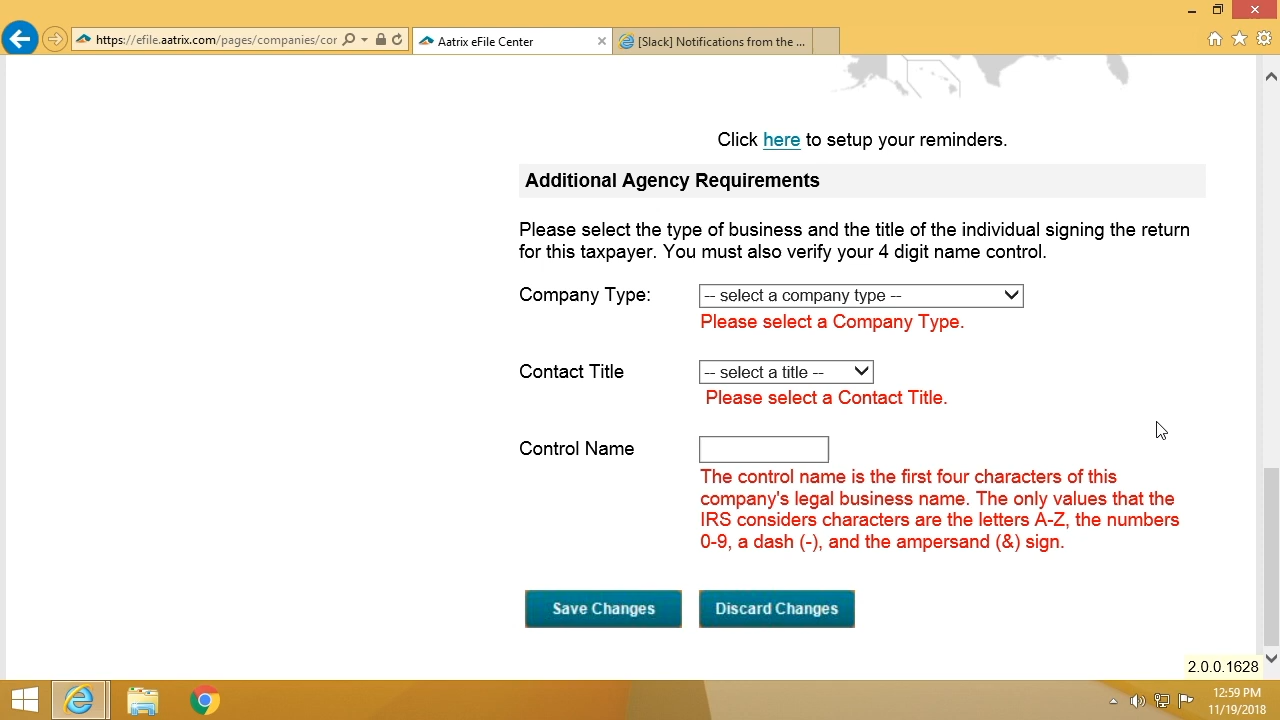 https://efile.aatrix.com/pages/companies/cor
Aatrix eFile Center
[Slack] Notifications from the ...
Click here to setup your reminders.
Additional Agency Requirements
Please select the type of business and the title of the individual signing the return
for this taxpayer. You must also verify your 4 digit name control.
Company Type:
-- select a company type --
Please select a Company Type.
Contact Title
-- select a title --
Please select a Contact Title.
Control Name
The control name is the first four characters of this
company's legal business name. The only values that the
IRS considers characters are the letters A-Z, the numbers
0-9, a dash (-), and the ampersand (&) sign.
Save Changes
Discard Changes
2.0.0.1628
12:59 PM
11/19/2018